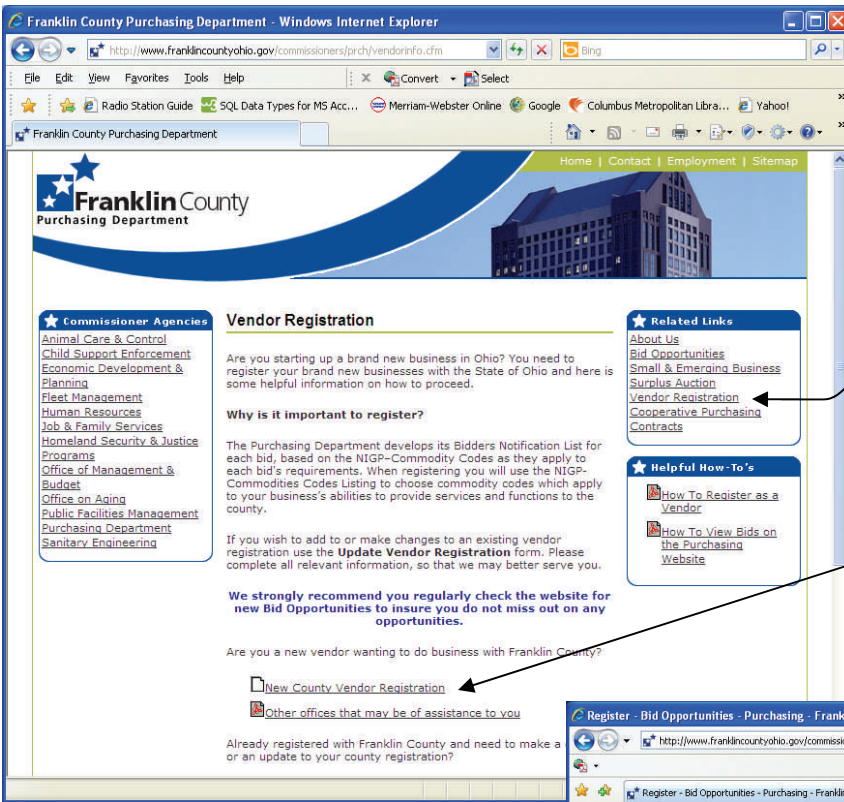 Franklin County Purchasing Department - Windows Internet Explorer
http://www.franklincountyohio.gov/commissioners/prch/vendorinfo.cfm
Bing
File Edit View Favorites Tools Help
Convert Select
Radio Station Guide SQL Data Types for MS Acc... Merriam-Webster Online Google Columbus Metropolitan Libra... Yahoo!
Franklin County Purchasing Department
Home | Contact | Employment | Sitemap
Franklin County
Purchasing Department
Commissioner Agencies
Animal Care & Control
Child Support Enforcement
Economic Development &
Planning
Fleet Management
Human Resources
Job & Family Services
Homeland Security & Justice
Programs
Office of Management &
Budget
Office on Aging
Public Facilities Management
Purchasing Department
Sanitary Engineering
Vendor Registration
Are you starting up a brand new business in Ohio? You need to
register your brand new businesses with the State of Ohio and here is
some helpful information on how to proceed.
Why is it important to register?
The Purchasing Department develops its Bidders Notification List for
each bid, based on the NIGP-Commodity Codes as they apply to
each bid's requirements. When registering you will use the NIGP-
Commodities Codes Listing to choose commodity codes which apply
to your business's abilities to provide services and functions to the
county.
If you wish to add to or make changes to an existing vendor
registration use the Update Vendor Registration form. Please
complete all relevant information, so that we may better serve you.
We strongly recommend you regularly check the website for
new Bid Opportunities to insure you do not miss out on any
opportunities.
Are you a new vendor wanting to do business with Franklin County?
New County Vendor Registration
Other offices that may be of assistance to you
Already registered with Franklin County and need to make a
or an update to your county registration?
Related Links
About Us
Bid Opportunities
Small & Emerging Business
Surplus Auction
Vendor Registration
Cooperative Purchasing
Contracts
Helpful How-To's
How To Register as a
Vendor
How To View Bids on
the Purchasing
Website
Register - Bid Opportunities - Purchasing - Frank
http://www.franklincountyohio.gov/commissi
Register - Bid Opportunities - Purchasing - Franklin